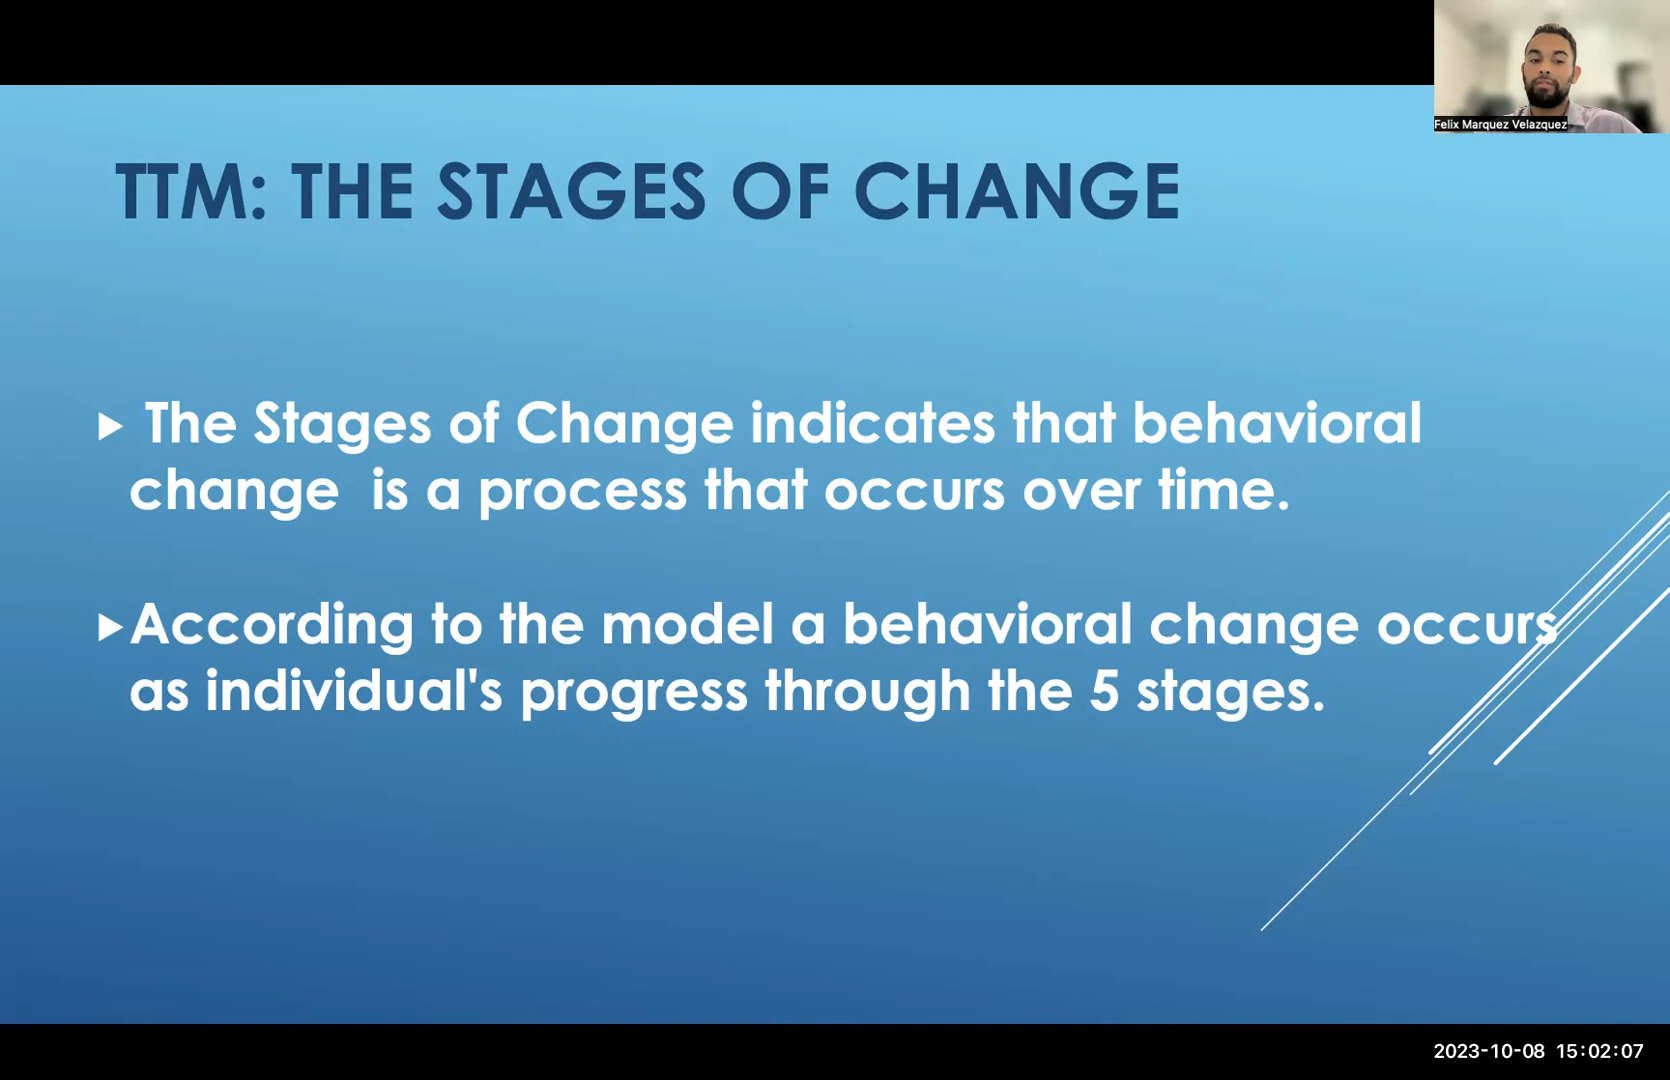 Felix Marquez Velazquez
TTM: THE STAGES OF CHANGE
The Stages of Change indicates that behavioral
change  is a process that occurs over time.
According to the model a behavioral change occurs
as individual's progress through the 5 stages.
2023-10-08 15:02:07